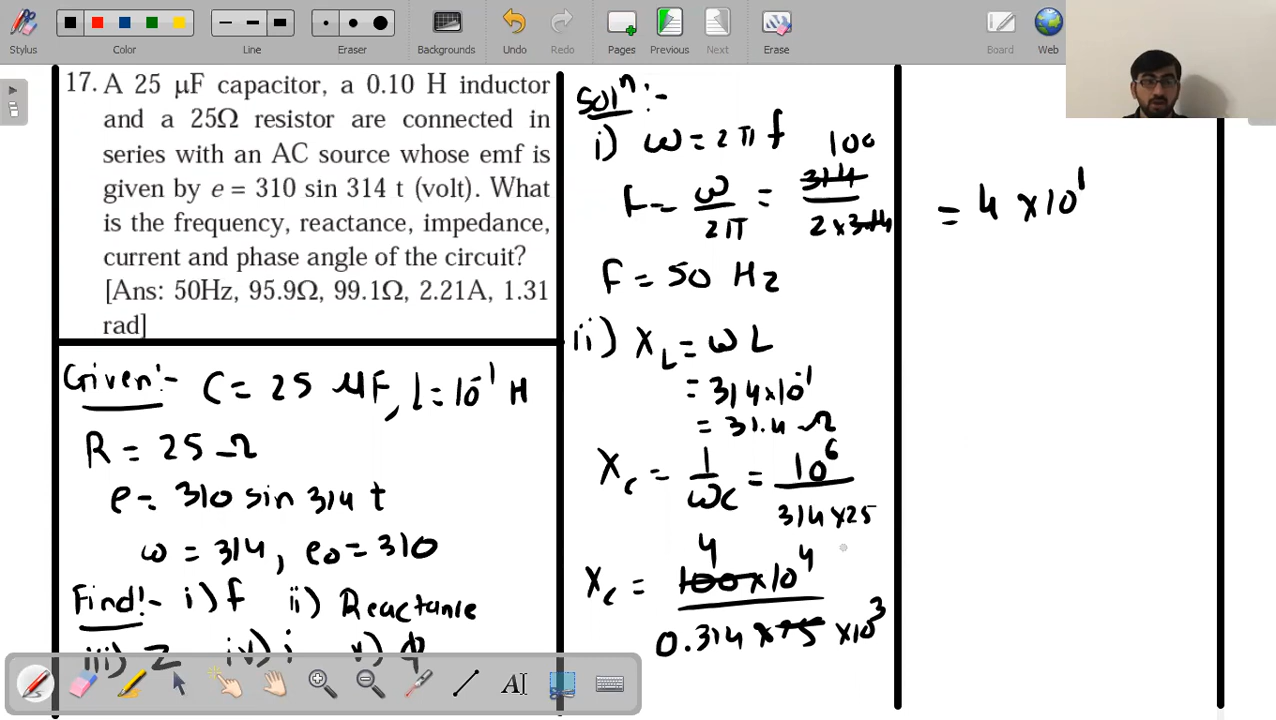 Stylus
Color
Line
Eraser
Backgrounds
Undo
Redo
Pages
Previous
Next
Erase
Board
Web
17. A 25 μF capacitor, a 0.10 H inductor
and a 25Ω resistor are connected in
series with an AC source whose emf is
given by e = 310 sin 314 t (volt). What
is the frequency, reactance, impedance,
current and phase angle of the circuit?
[Ans: 50Hz, 95.9Ω, 99.1Ω, 2.21A, 1.31
rad]
Given:- C = 25 μF, L = 10⁻¹ H
R = 25 Ω
e = 310 sin 314 t
ω = 314, e₀ = 310
Find:- i) f ii) Reactance
iii) Z iv) i v) φ
Solⁿ:-
i) ω = 2πf
f = ω/2π = 314/2×3.14 100
F = 50 Hz
ii) X_L = ωL
= 314×10⁻¹
= 31.4 Ω
X_c = 1/ωC = 10⁶/314×25
X_c = 100×10⁴/0.314×25×10³ 4
= 4 ×10¹
AI